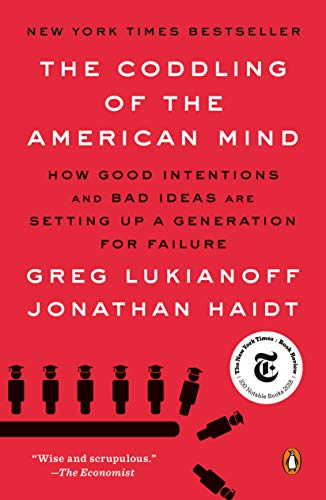 NEW YORK TIMES BESTSELLER
THE CODDLING
OF THE
AMERICAN MIND
HOW GOOD INTENTIONS
AND BAD IDEAS ARE
SETTING UP A GENERATION
FOR FAILURE
GREG LUKIANOFF
JONATHAN HAIDT
The New York Times | Book Review
T
100 Notable Books 2018
“Wise and scrupulous.”
—The Economist